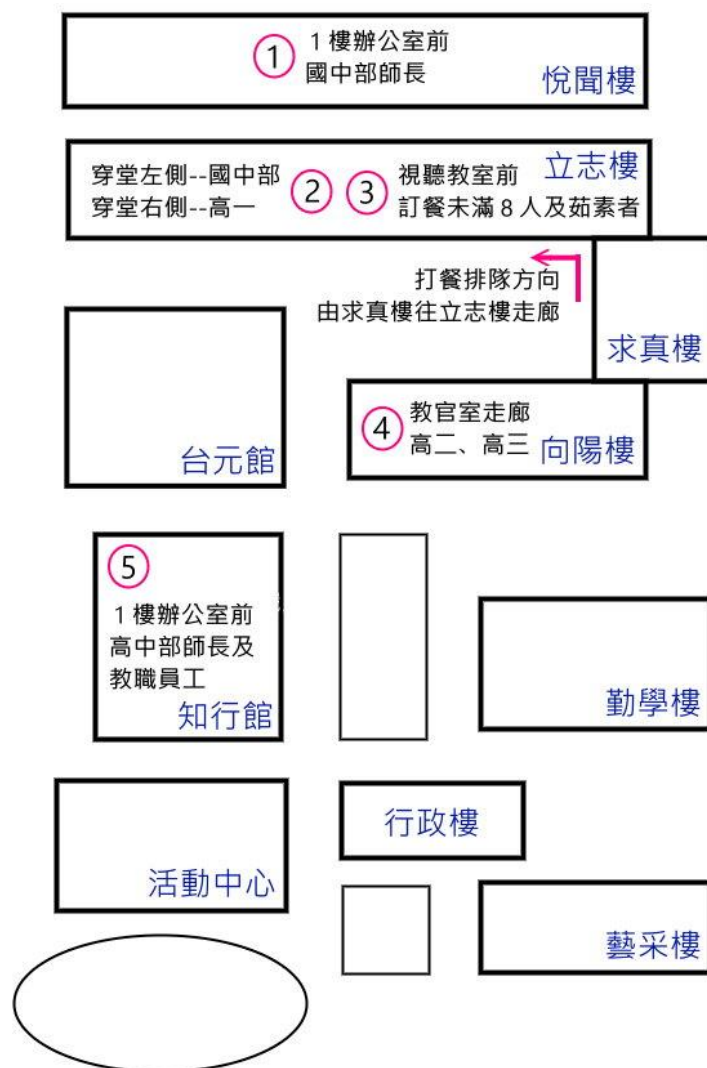 ① 1樓辦公室前
國中部師長
悅聞樓
穿堂左側--國中部
穿堂右側--高一
② ③ 視聽教室前
訂餐未滿8人及茹素者
立志樓
打餐排隊方向
由求真樓往立志樓走廊
求真樓
台元館
④ 教官室走廊
高二、高三
向陽樓
⑤
1樓辦公室前
高中部師長及
教職員工
知行館
勤學樓
行政樓
活動中心
藝采樓